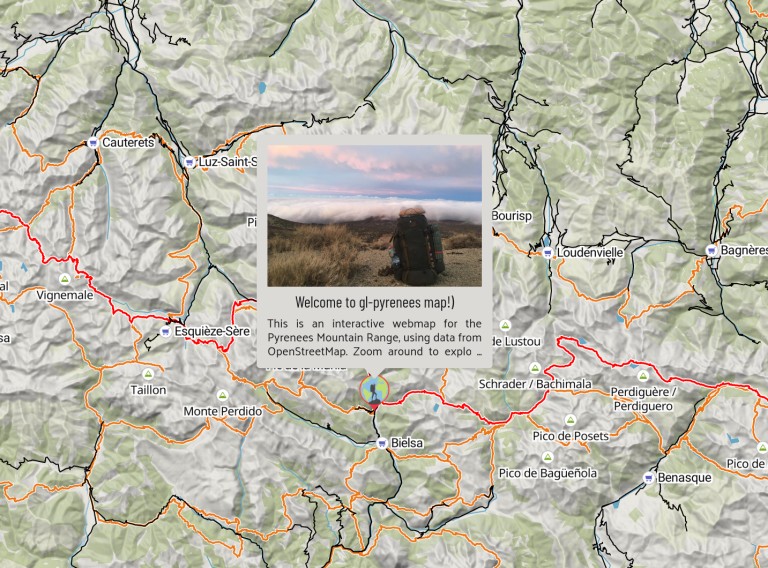 Cauterets
Luz-Saint-S
Pi
Bourisp
Loudenvielle
Bagnères
al
Vignemale
sa
Esquièze-Sère
Welcome to gl-pyrenees map!)
This is an interactive webmap for the
Pyrenees Mountain Range, using data from
OpenStreetMap. Zoom around to explo ...
de Lustou
Taillon
Monte Perdido
Schrader / Bachimala
Perdiguère /
Perdiguero
Bielsa
Pico de Posets
Pico de Bagüeñola
Pico de
Benasque